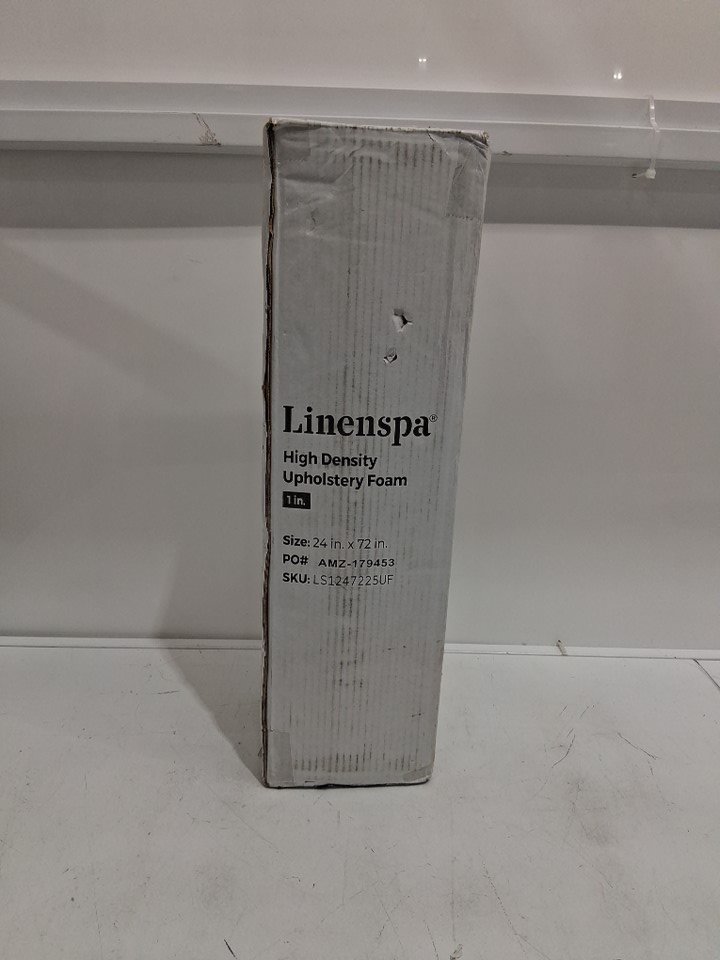 Linenspa®
High Density
Upholstery Foam
1 in.
Size: 24 in. x 72 in.
PO# AMZ-179453
SKU: LS1247225UF